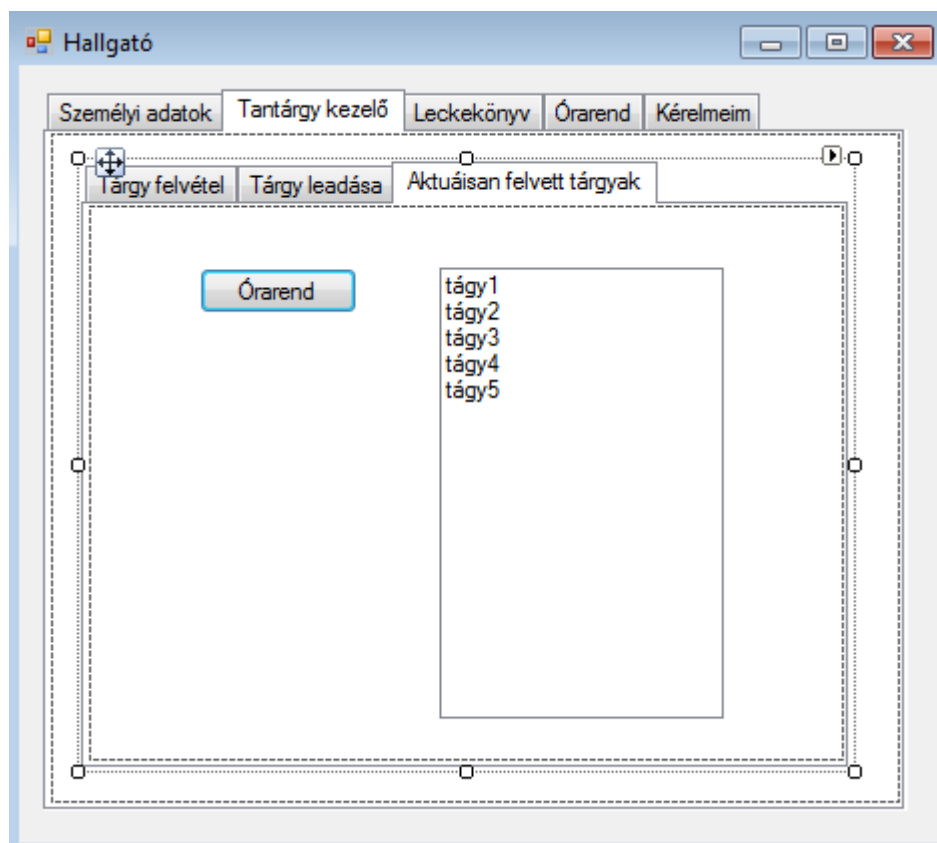 Hallgató
Személyi adatok Tantárgy kezelő Leckekönyv Órarend Kérelmeim
Tárgy felvétel Tárgy leadása Aktuáisan felvett tárgyak
Órarend
tágy1
tágy2
tágy3
tágy4
tágy5